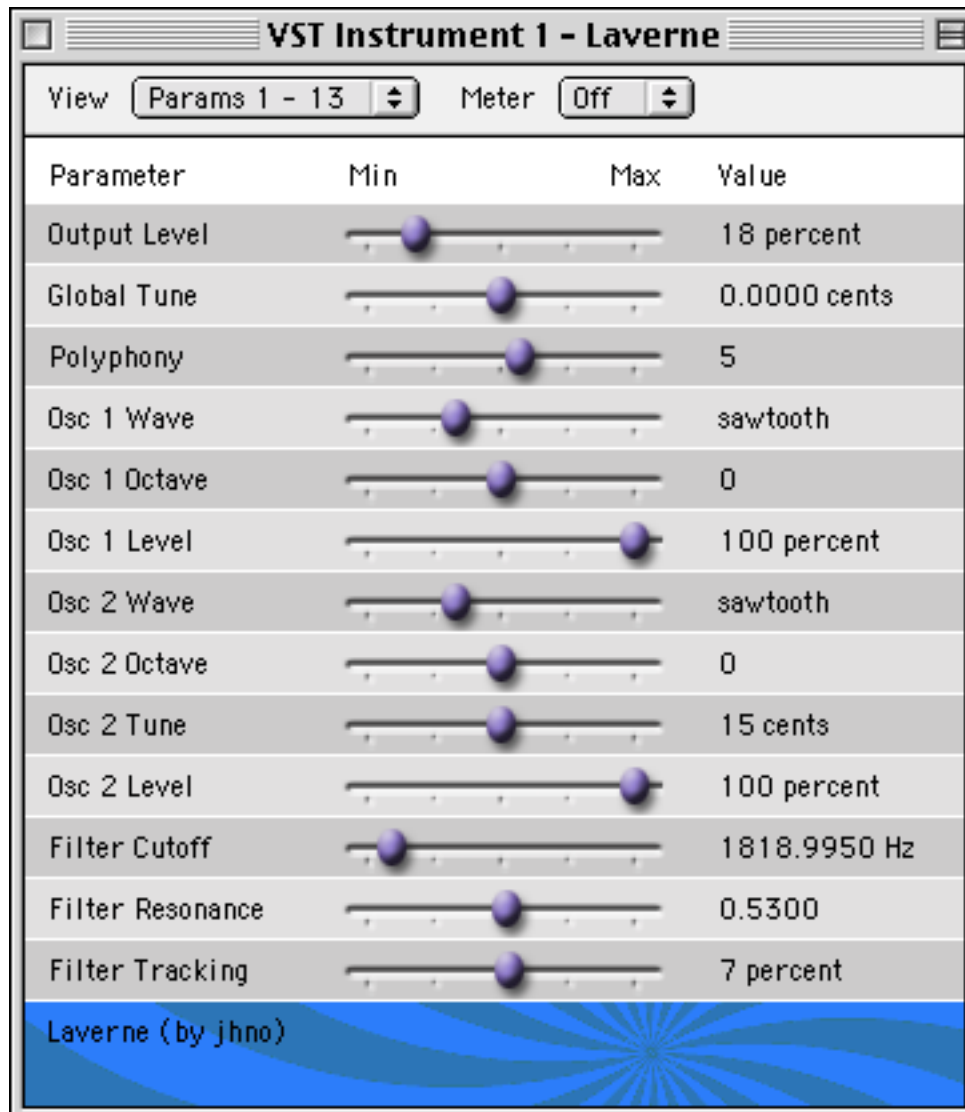 VST Instrument 1 - Laverne
View Params 1 - 13 Meter Off
Parameter Min Max Value
Output Level 18 percent
Global Tune 0.0000 cents
Polyphony 5
Osc 1 Wave sawtooth
Osc 1 Octave 0
Osc 1 Level 100 percent
Osc 2 Wave sawtooth
Osc 2 Octave 0
Osc 2 Tune 15 cents
Osc 2 Level 100 percent
Filter Cutoff 1818.9950 Hz
Filter Resonance 0.5300
Filter Tracking 7 percent
Laverne (by jhno)